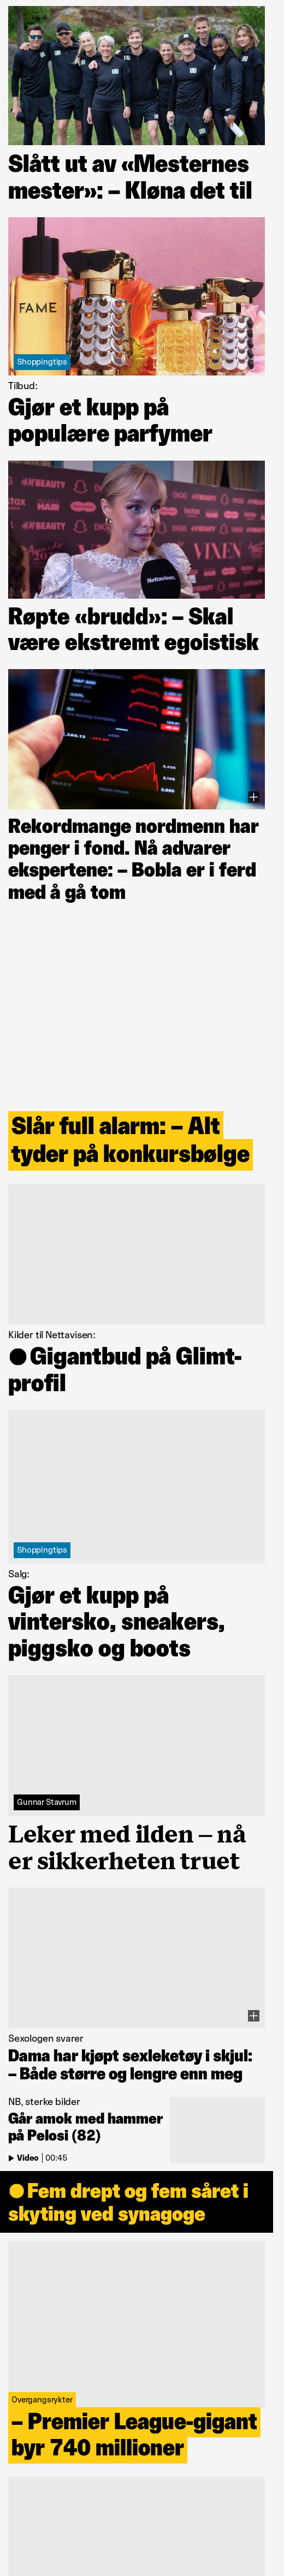 Slått ut av «Mesternes
mester»: – Kløna det til
FAME
Shoppingtips
Tilbud:
Gjør et kupp på
populære parfymer
H&M BEAUTY
VIXEN
Nettavisen.
Røpte «brudd»: – Skal
være ekstremt egoistisk
Rekordmange nordmenn har
penger i fond. Nå advarer
ekspertene: – Bobla er i ferd
med å gå tom
Slår full alarm: – Alt
tyder på konkursbølge
Kilder til Nettavisen:
Gigantbud på Glimt-
profil
Shoppingtips
Salg:
Gjør et kupp på
vintersko, sneakers,
piggsko og boots
Gunnar Stavrum
Leker med ilden – nå
er sikkerheten truet
Sexologen svarer
Dama har kjøpt sexleketøy i skjul:
– Både større og lengre enn meg
NB, sterke bilder
Går amok med hammer
på Pelosi (82)
Video | 00:45
Fem drept og fem såret i
skyting ved synagoge
Overgangsrykter
– Premier League-gigant
byr 740 millioner